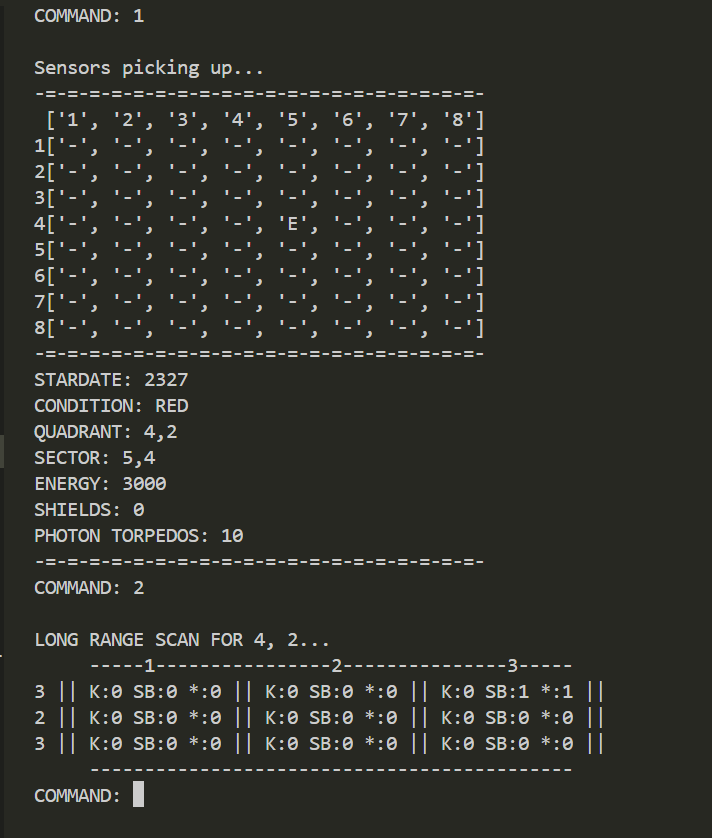 COMMAND: 1
Sensors picking up...
-=-=-=-=-=-=-=-=-=-=-=-=-=-=-=-=-=-=-=-=-
 ['1', '2', '3', '4', '5', '6', '7', '8']
1['-', '-', '-', '-', '-', '-', '-', '-']
2['-', '-', '-', '-', '-', '-', '-', '-']
3['-', '-', '-', '-', '-', '-', '-', '-']
4['-', '-', '-', '-', 'E', '-', '-', '-']
5['-', '-', '-', '-', '-', '-', '-', '-']
6['-', '-', '-', '-', '-', '-', '-', '-']
7['-', '-', '-', '-', '-', '-', '-', '-']
8['-', '-', '-', '-', '-', '-', '-', '-']
-=-=-=-=-=-=-=-=-=-=-=-=-=-=-=-=-=-=-=-=-
STARDATE: 2327
CONDITION: RED
QUADRANT: 4,2
SECTOR: 5,4
ENERGY: 3000
SHIELDS: 0
PHOTON TORPEDOS: 10
-=-=-=-=-=-=-=-=-=-=-=-=-=-=-=-=-=-=-=-=-
COMMAND: 2
LONG RANGE SCAN FOR 4, 2...
     -----1----------------2---------------3-----
3 || K:0 SB:0 *:0 || K:0 SB:0 *:0 || K:0 SB:1 *:1 ||
2 || K:0 SB:0 *:0 || K:0 SB:0 *:0 || K:0 SB:0 *:0 ||
3 || K:0 SB:0 *:0 || K:0 SB:0 *:0 || K:0 SB:0 *:0 ||
     --------------------------------------------
COMMAND: